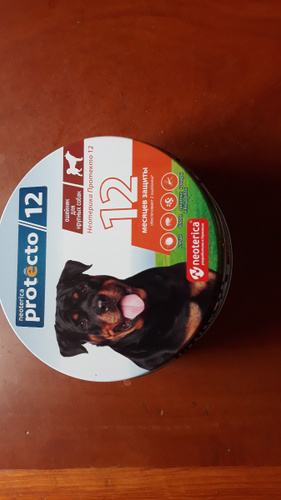 neoterica
protecto/12
ошейник
для
крупных собак
Неотерика Протекто 12
12
месяцев защиты
neoterica